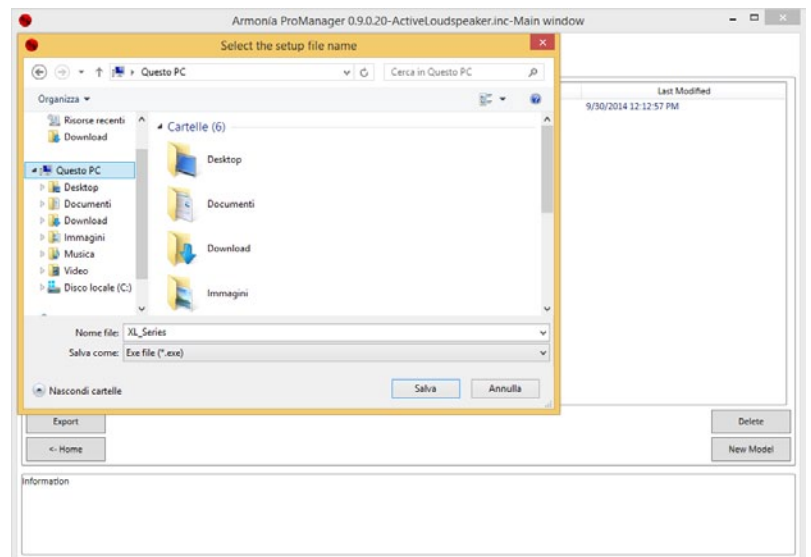 Armonía ProManager 0.9.0.20-ActiveLoudspeaker.inc-Main window
Select the setup file name
Questo PC
Cerca in Questo PC
Organizza
Last Modified
9/30/2014 12:12:57 PM
Risorse recenti
Download
Questo PC
Desktop
Documenti
Download
Immagini
Musica
Video
Disco locale (C:)
Cartelle (6)
Desktop
Documenti
Download
Immagini
Nome file: XL_Series
Salva come: Exe file (*.exe)
Nascondi cartelle
Salva
Annulla
Export
Delete
<- Home
New Model
Information